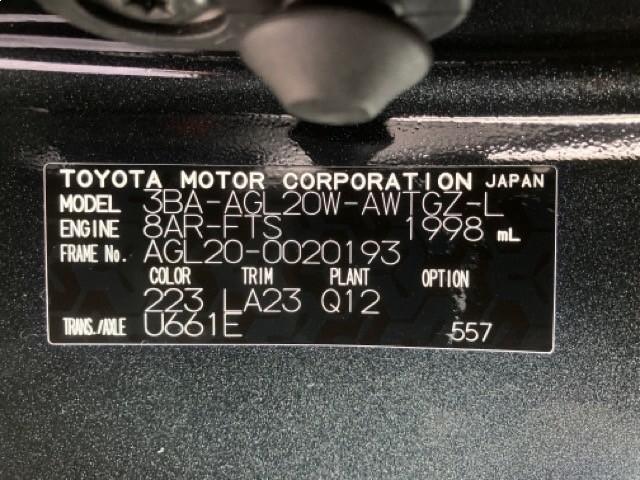 TOYOTA MOTOR CORPORATION JAPAN
MODEL 3BA-AGL20W-AWTGZ-L
ENGINE 8AR-FTS 1998 mL
FRAME No. AGL20-0020193
COLOR TRIM PLANT OPTION
223 LA23 Q12
TRANS./AXLE U661E 557